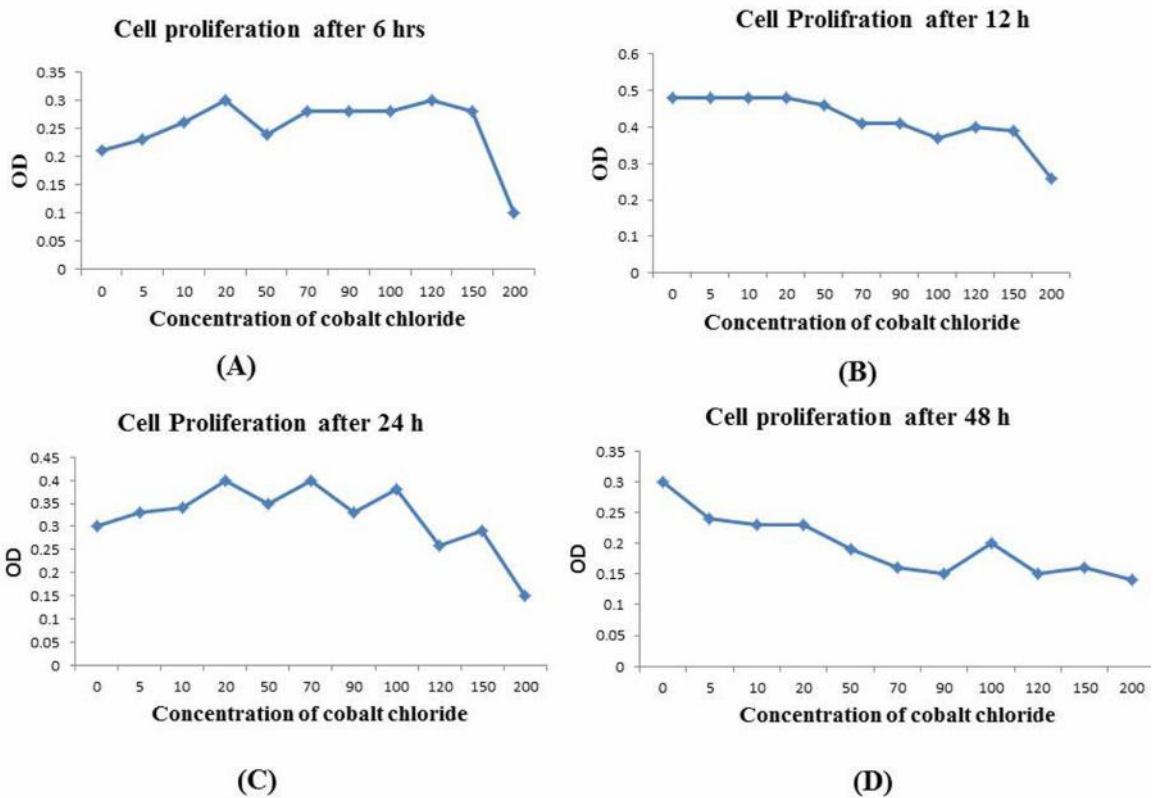 Cell proliferation after 6 hrs
0.35
0.3
0.25
0.2
0.15
0.1
0.05
0
OD
0 5 10 20 50 70 90 100 120 150 200
Concentration of cobalt chloride
(A)
Cell Prolifration after 12 h
0.6
0.5
0.4
0.3
0.2
0.1
0
OD
0 5 10 20 50 70 90 100 120 150 200
Concentration of cobalt chloride
(B)
Cell Proliferation after 24 h
0.45
0.4
0.35
0.3
0.25
0.2
0.15
0.1
0.05
0
OD
0 5 10 20 50 70 90 100 120 150 200
Concentration of cobalt chloride
(C)
Cell proliferation after 48 h
0.35
0.3
0.25
0.2
0.15
0.1
0.05
0
OD
0 5 10 20 50 70 90 100 120 150 200
Concentration of cobalt chloride
(D)